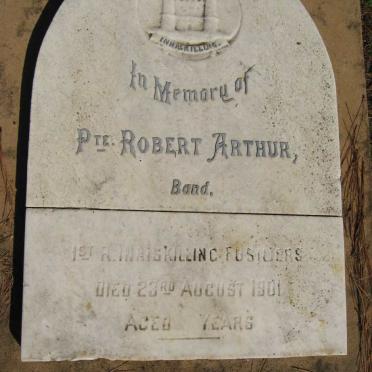 INNISKILLING
In Memory of
PTE. ROBERT ARTHUR,
Band,
1ST R. INNISKILLING FUSILIERS
DIED 23RD AUGUST 1901
AGED YEARS